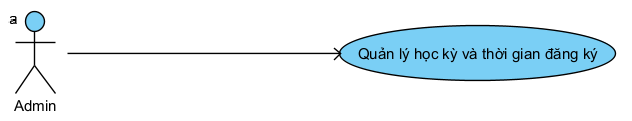 a
Admin
Quản lý học kỳ và thời gian đăng ký